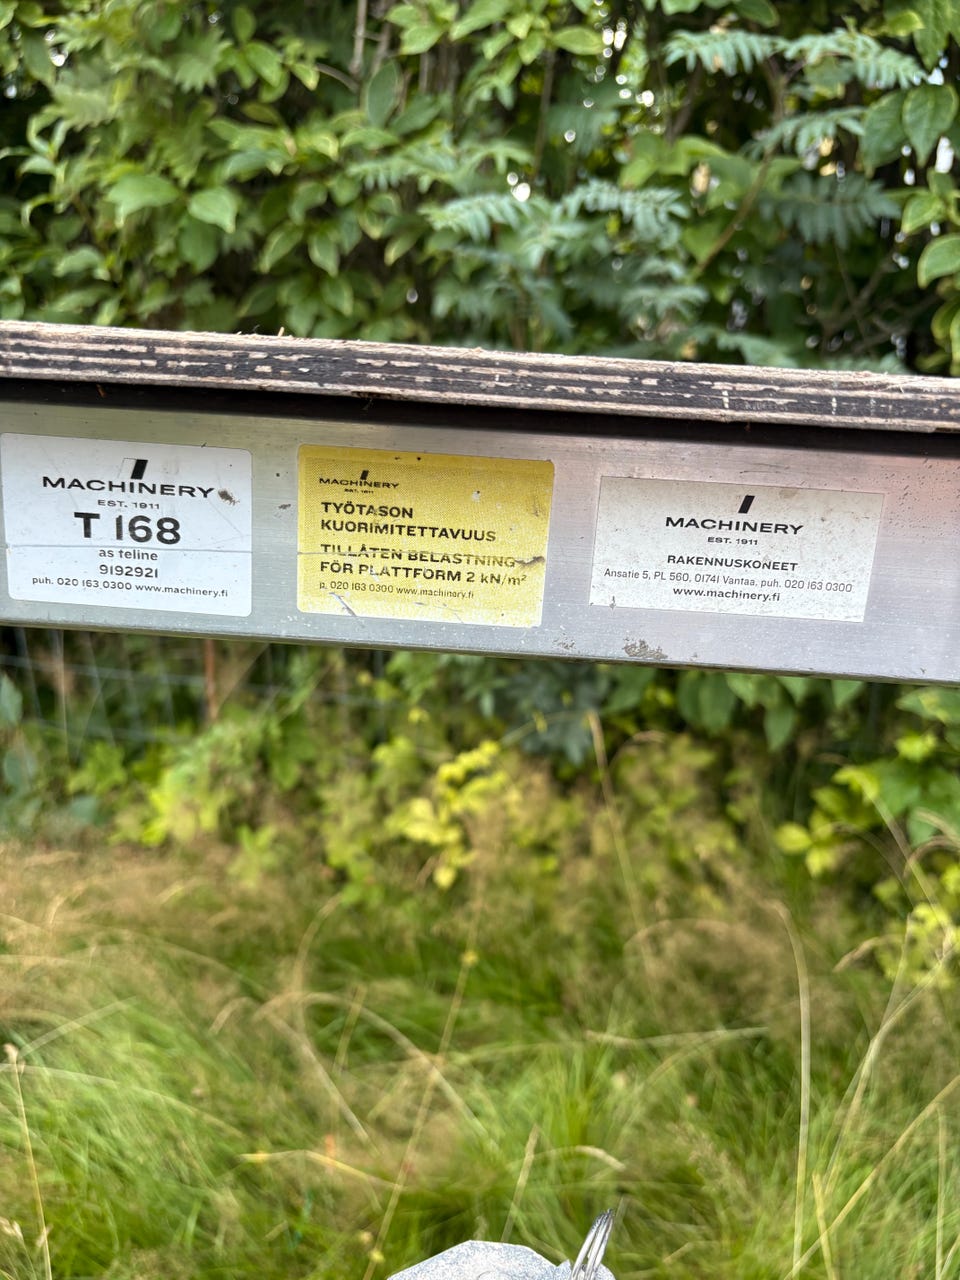 MACHINERY
EST. 1911
T 168
as teline
9192921
puh. 020 163 0300 www.machinery.fi
MACHINERY
EST. 1911
TYÖTASON
KUORMITETTAVUUS
TILLÅTEN BELASTNING
FÖR PLATTFORM 2 kN/m²
p. 020 163 0300 www.machinery.fi
MACHINERY
EST. 1911
RAKENNUSKONEET
Ansatie 5, PL 560, 01741 Vantaa, puh. 020 163 0300
www.machinery.fi